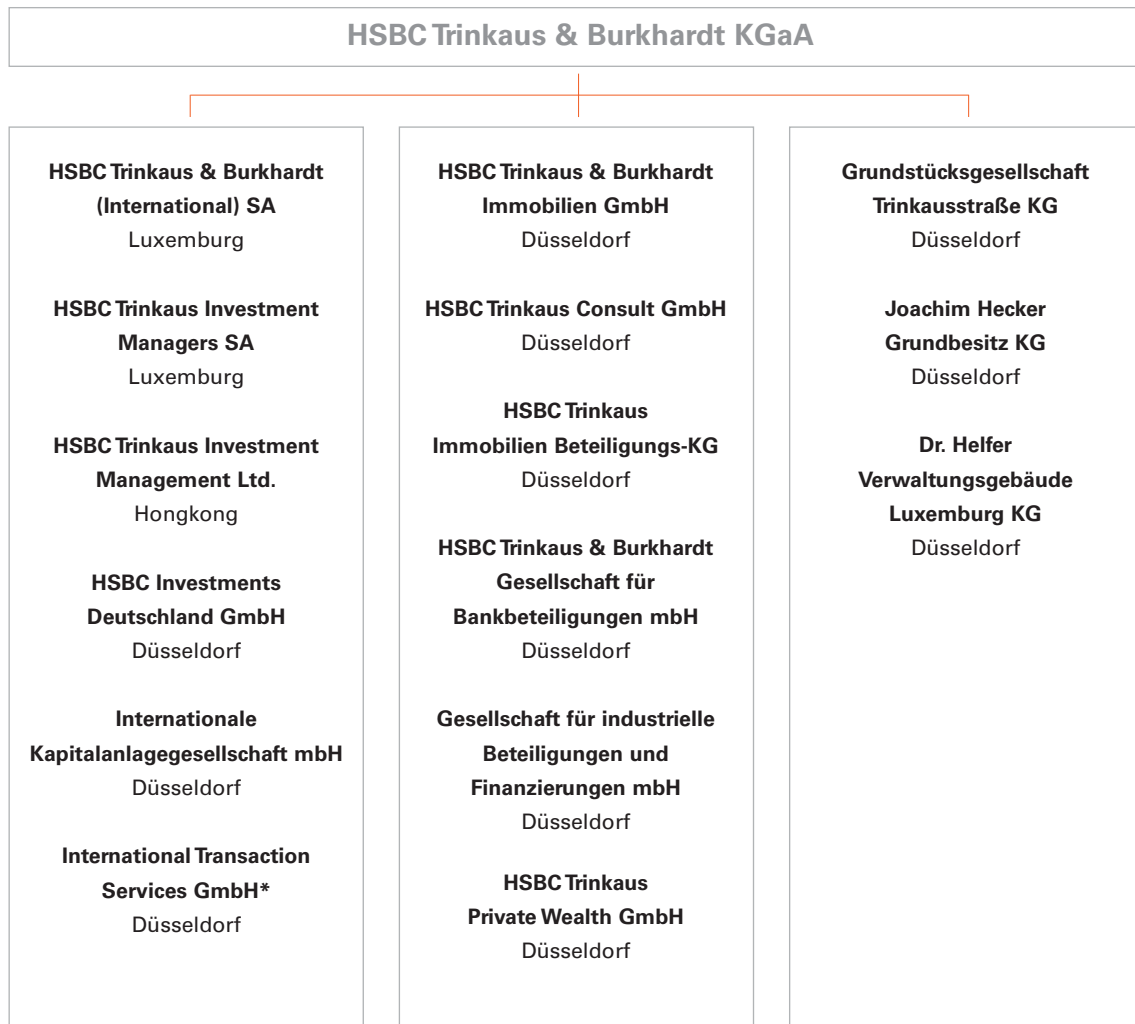 HSBC Trinkaus & Burkhardt KGaA
HSBC Trinkaus & Burkhardt
(International) SA
Luxemburg
HSBC Trinkaus Investment
Managers SA
Luxemburg
HSBC Trinkaus Investment
Management Ltd.
Hongkong
HSBC Investments
Deutschland GmbH
Düsseldorf
Internationale
Kapitalanlagegesellschaft mbH
Düsseldorf
International Transaction
Services GmbH*
Düsseldorf
HSBC Trinkaus & Burkhardt
Immobilien GmbH
Düsseldorf
HSBC Trinkaus Consult GmbH
Düsseldorf
HSBC Trinkaus
Immobilien Beteiligungs-KG
Düsseldorf
HSBC Trinkaus & Burkhardt
Gesellschaft für
Bankbeteiligungen mbH
Düsseldorf
Gesellschaft für industrielle
Beteiligungen und
Finanzierungen mbH
Düsseldorf
HSBC Trinkaus
Private Wealth GmbH
Düsseldorf
Grundstücksgesellschaft
Trinkausstraße KG
Düsseldorf
Joachim Hecker
Grundbesitz KG
Düsseldorf
Dr. Helfer
Verwaltungsgebäude
Luxemburg KG
Düsseldorf